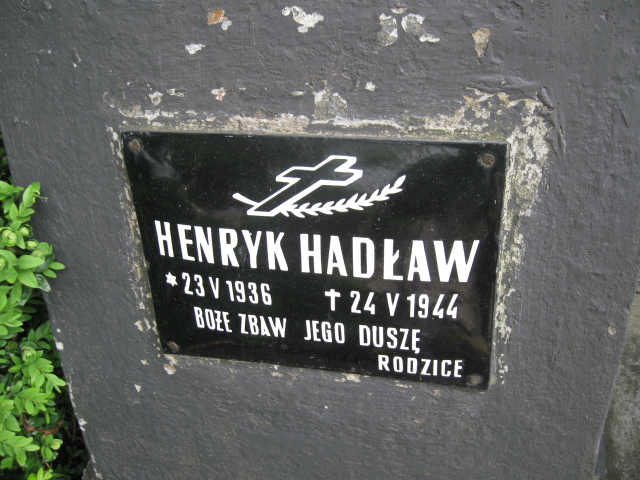 HENRYK HADŁAW
* 23 V 1936 † 24 V 1944
BOŻE ZBAW JEGO DUSZĘ
RODZICE